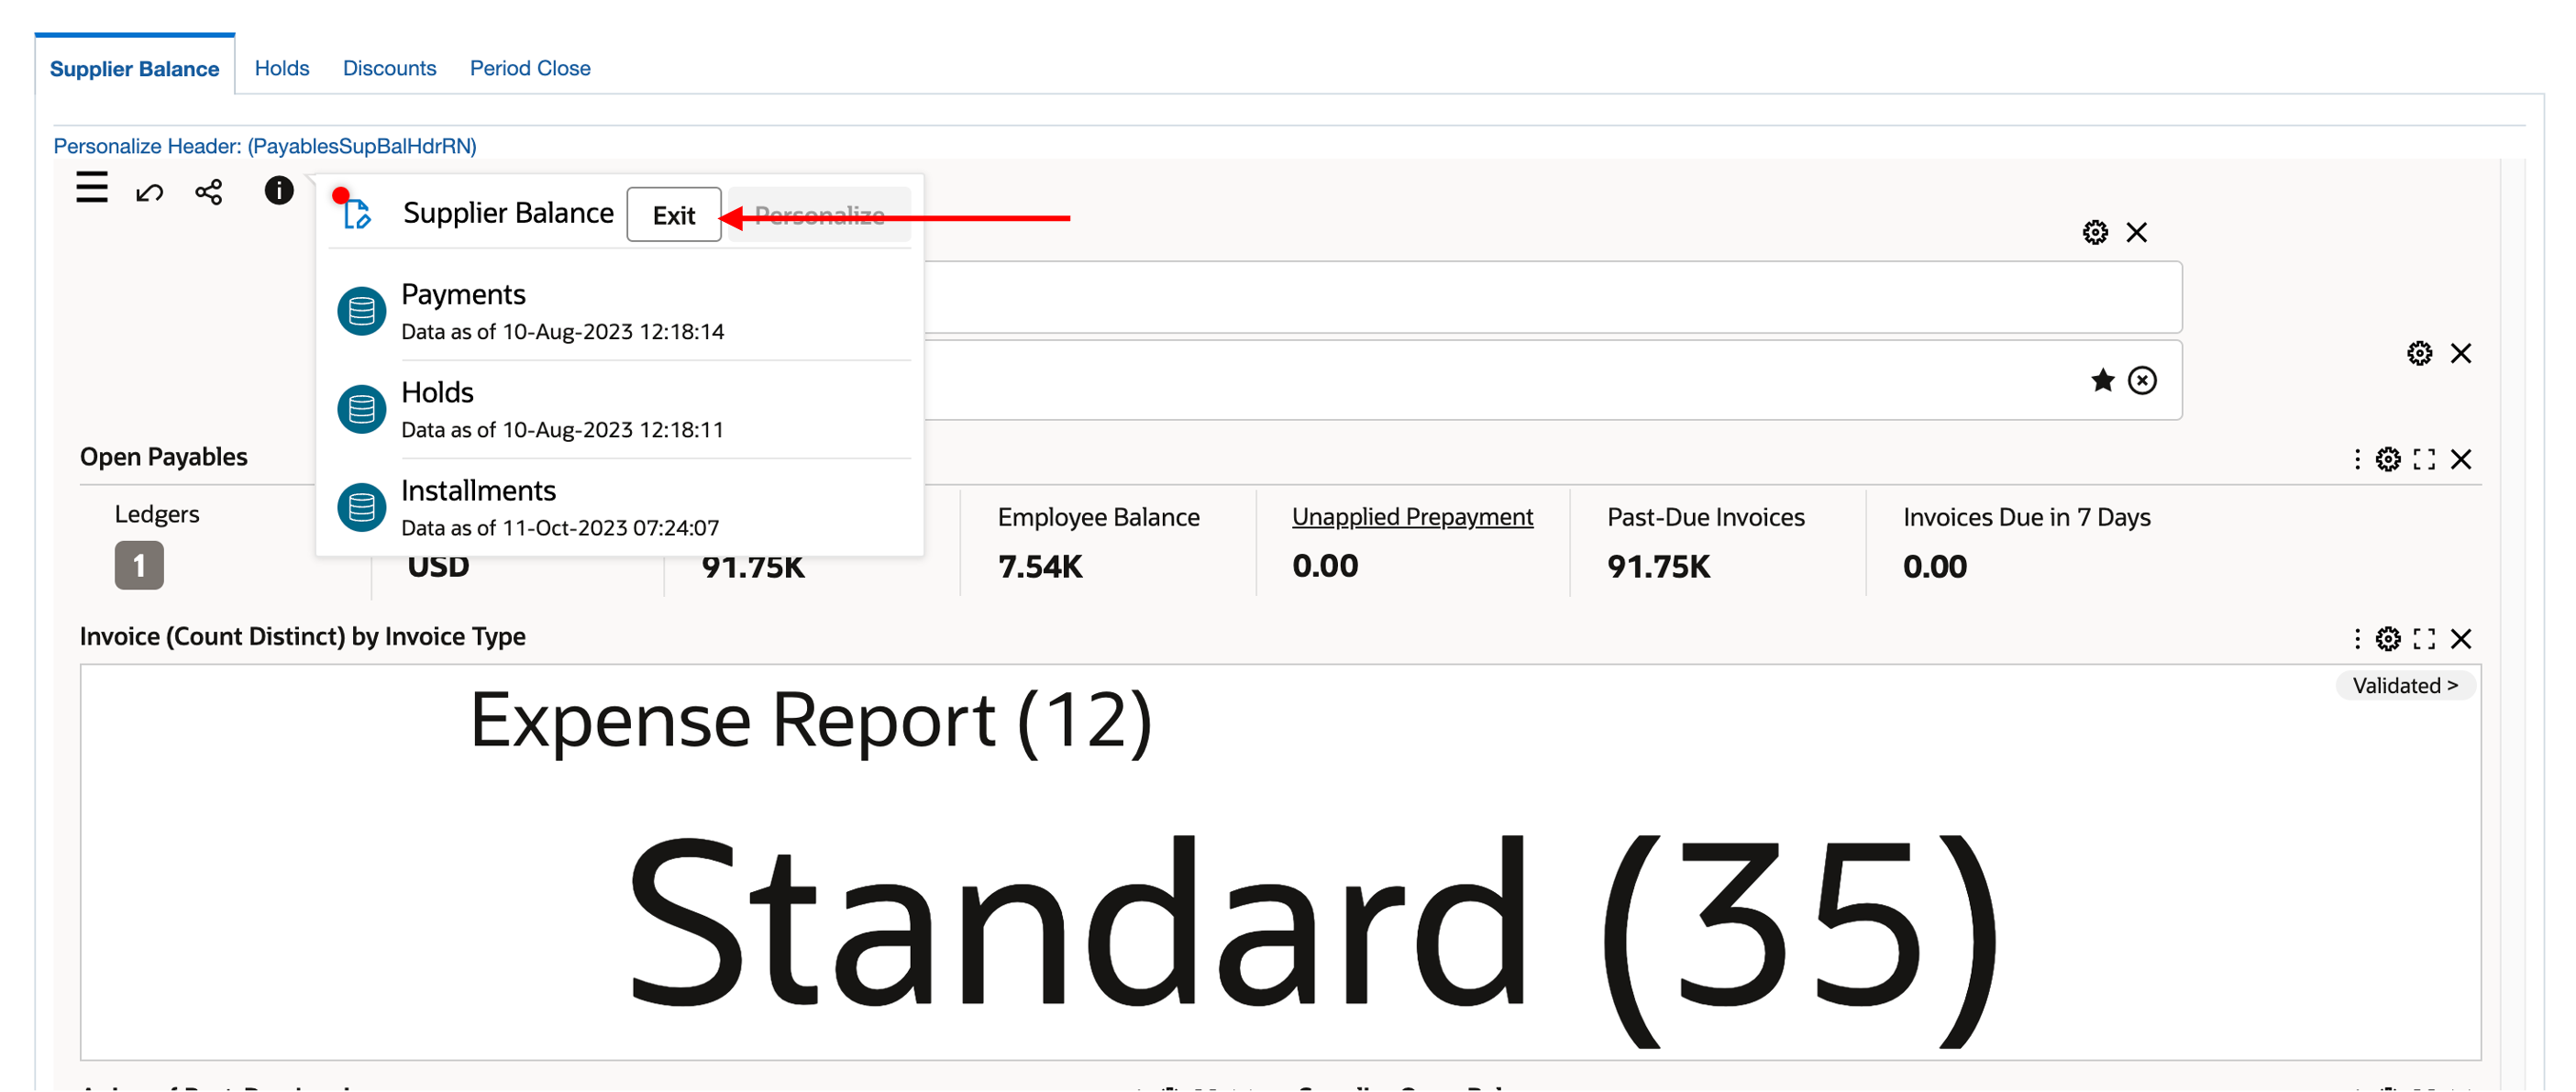 Supplier Balance Holds Discounts Period Close
Personalize Header: (PayablesSupBalHdrRN)
Supplier Balance Exit Personalize
Payments
Data as of 10-Aug-2023 12:18:14
Holds
Data as of 10-Aug-2023 12:18:11
Installments
Data as of 11-Oct-2023 07:24:07
Open Payables
Ledgers Employee Balance Unapplied Prepayment Past-Due Invoices Invoices Due in 7 Days
1 USD 91.75K 7.54K 0.00 91.75K 0.00
Invoice (Count Distinct) by Invoice Type
Validated >
Expense Report (12)
Standard (35)